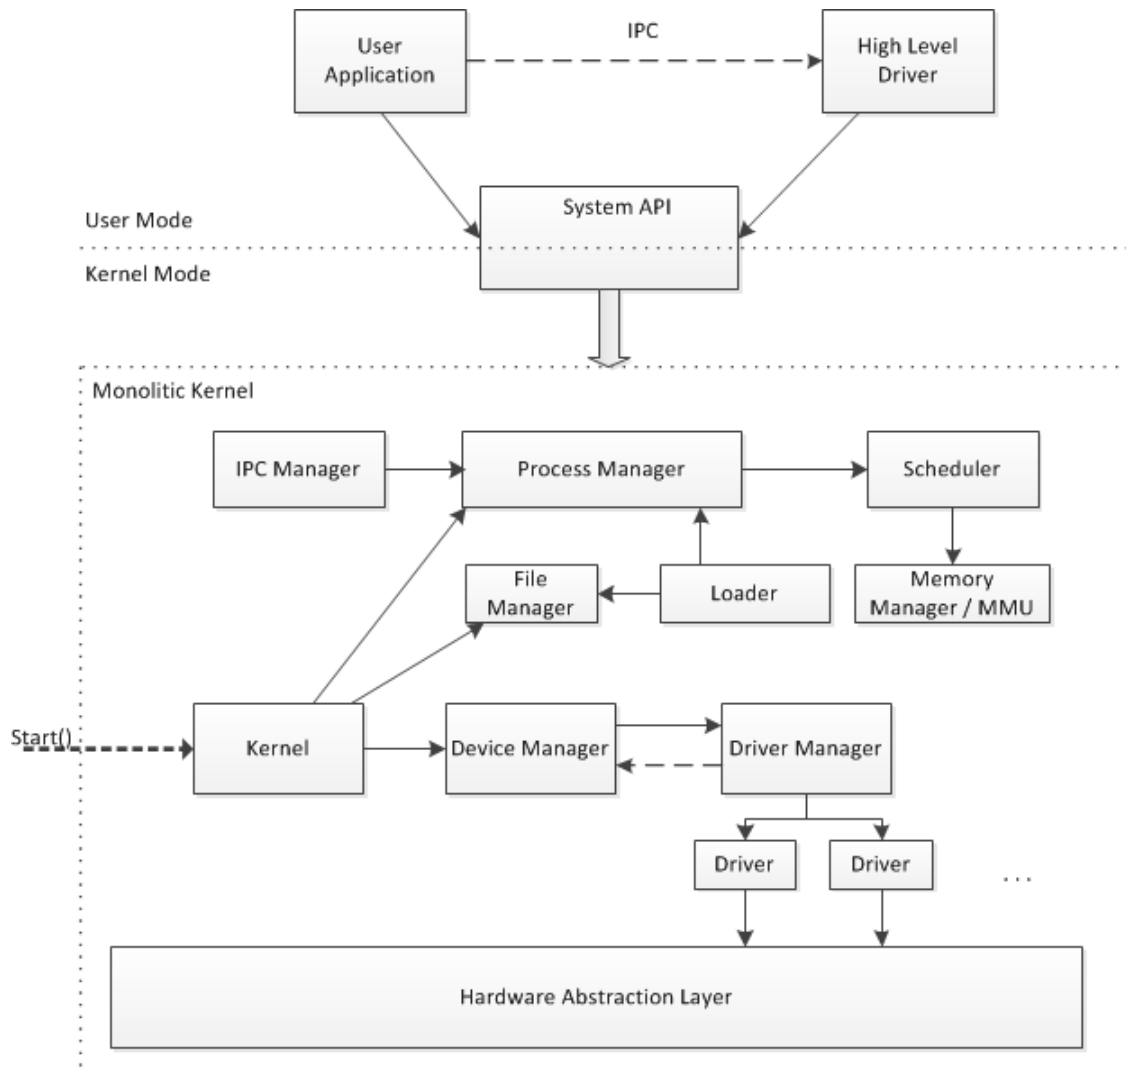 User
Application
IPC
High Level
Driver
System API
User Mode
Kernel Mode
Monolitic Kernel
IPC Manager
Process Manager
Scheduler
File
Manager
Loader
Memory
Manager / MMU
Start()
Kernel
Device Manager
Driver Manager
Driver
Driver
...
Hardware Abstraction Layer